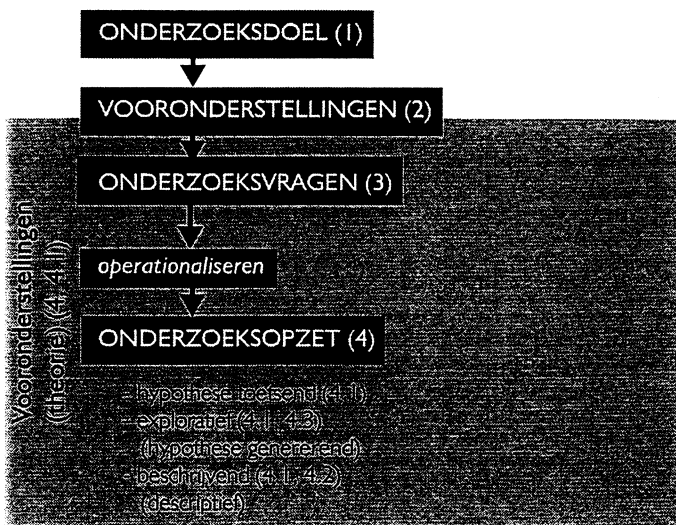 ONDERZOEKSDOEL (1)
VOORONDERSTELLINGEN (2)
ONDERZOEKSVRAGEN (3)
operationaliseren
ONDERZOEKSOPZET (4)
- hypothese toetsend (4.1)
- exploratief (4.1, 4.3)
(hypothese genererend)
- beschrijvend (4.1, 4.2)
(descriptief)
Vooronderstellingen
(theorie) (4.4.1)